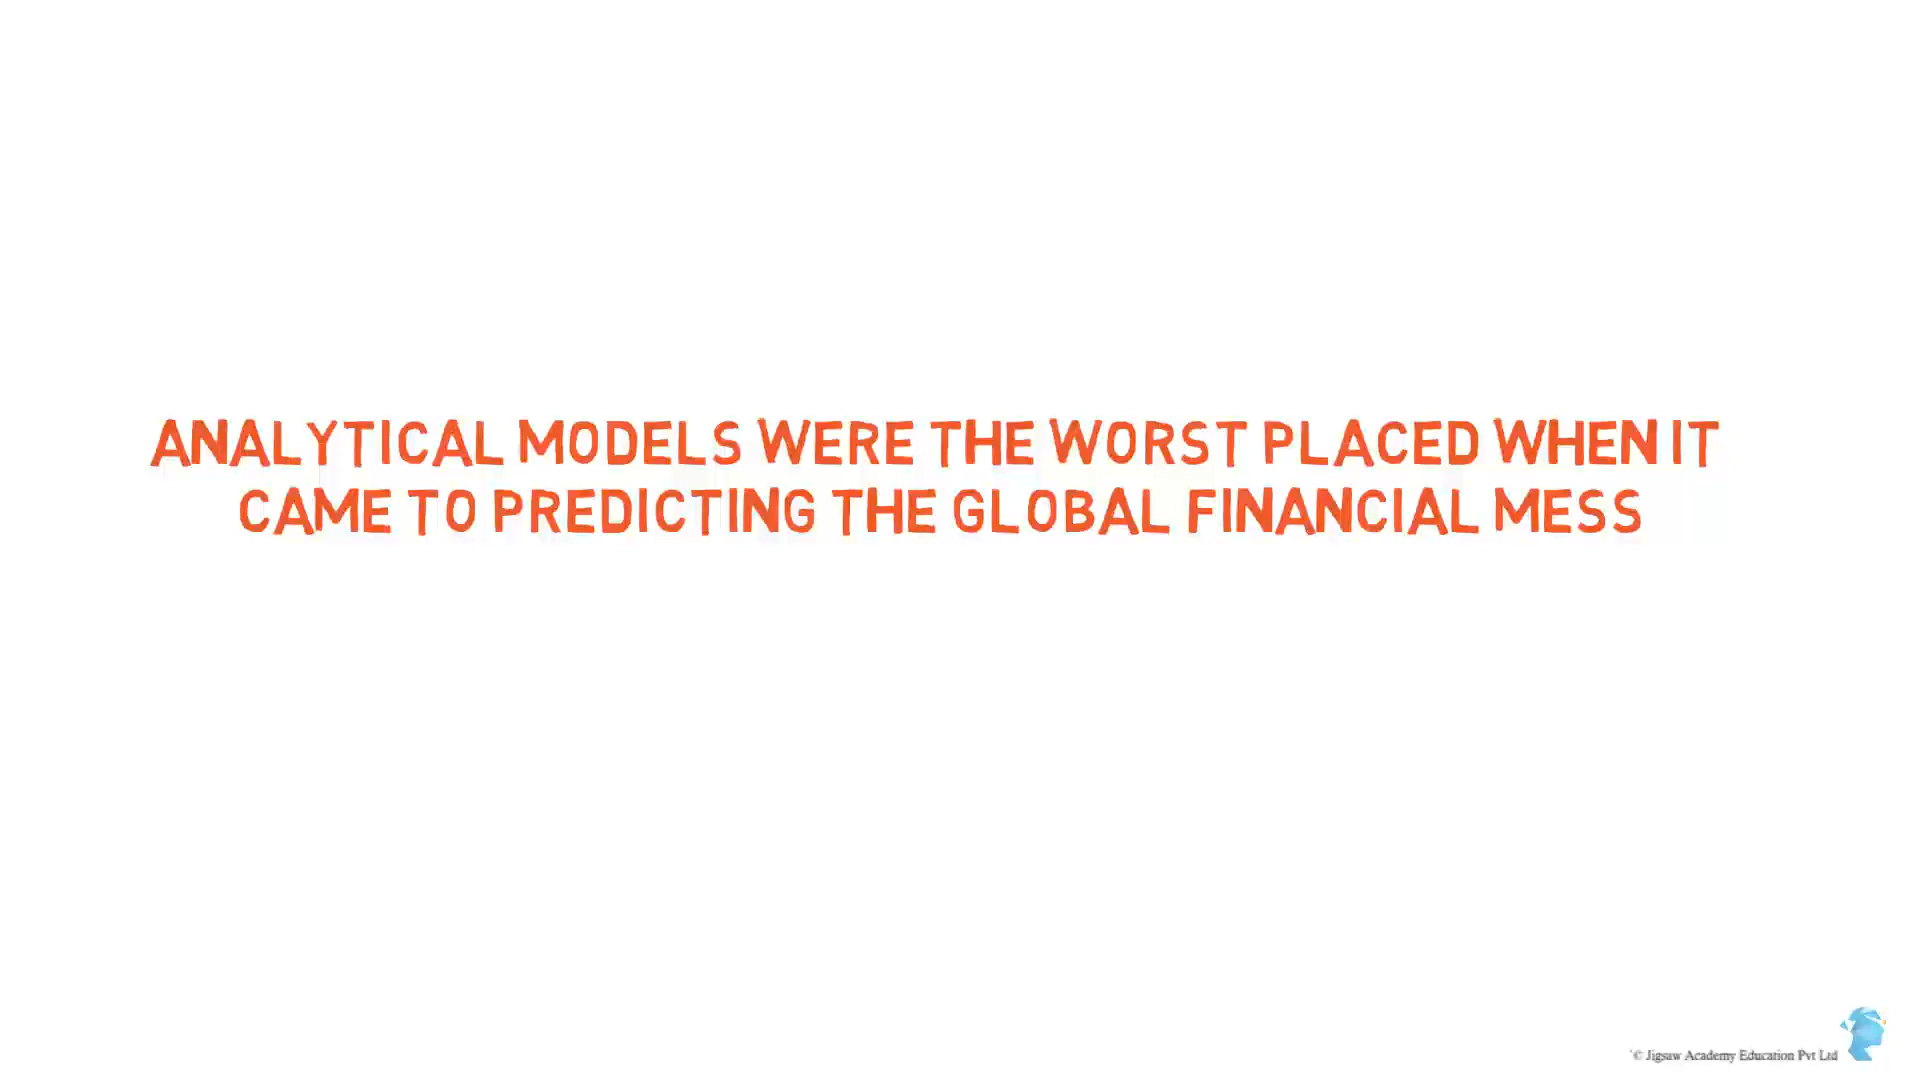 ANALYTICAL MODELS WERE THE WORST PLACED WHEN IT
CAME TO PREDICTING THE GLOBAL FINANCIAL MESS
© Jigsaw Academy Education Pvt Ltd